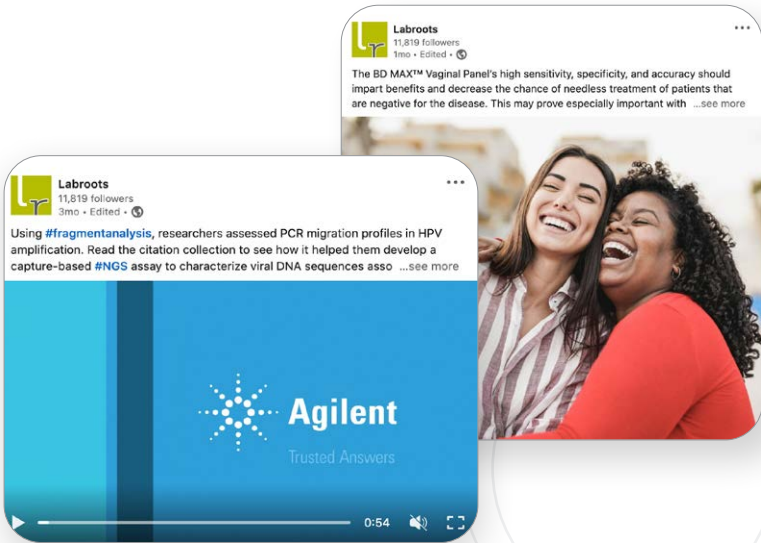 Labroots
11,819 followers
1mo • Edited •
The BD MAX™ Vaginal Panel's high sensitivity, specificity, and accuracy should
impart benefits and decrease the chance of needless treatment of patients that
are negative for the disease. This may prove especially important with ...see more
Labroots
11,819 followers
3mo • Edited •
Using #fragmentanalysis, researchers assessed PCR migration profiles in HPV
amplification. Read the citation collection to see how it helped them develop a
capture-based #NGS assay to characterize viral DNA sequences asso ...see more
Agilent
Trusted Answers
0:54